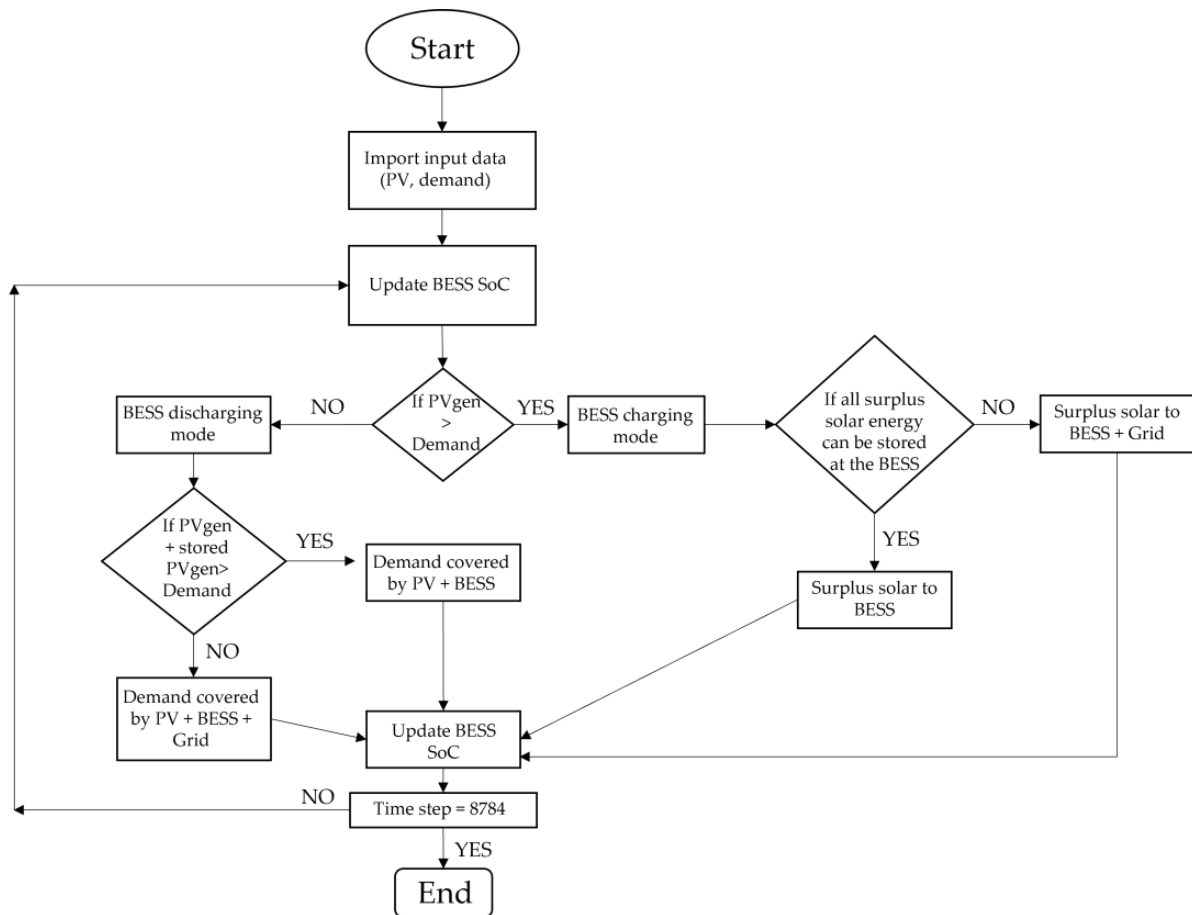 Start
Import input data
(PV, demand)
Update BESS SoC
If PVgen
>
Demand
NO
YES
BESS discharging
mode
BESS charging
mode
If all surplus
solar energy
can be stored
at the BESS
NO
Surplus solar to
BESS + Grid
YES
Surplus solar to
BESS
If PVgen
+ stored
PVgen>
Demand
YES
Demand covered
by PV + BESS
NO
Demand covered
by PV + BESS +
Grid
Update BESS
SoC
NO
Time step = 8784
YES
End